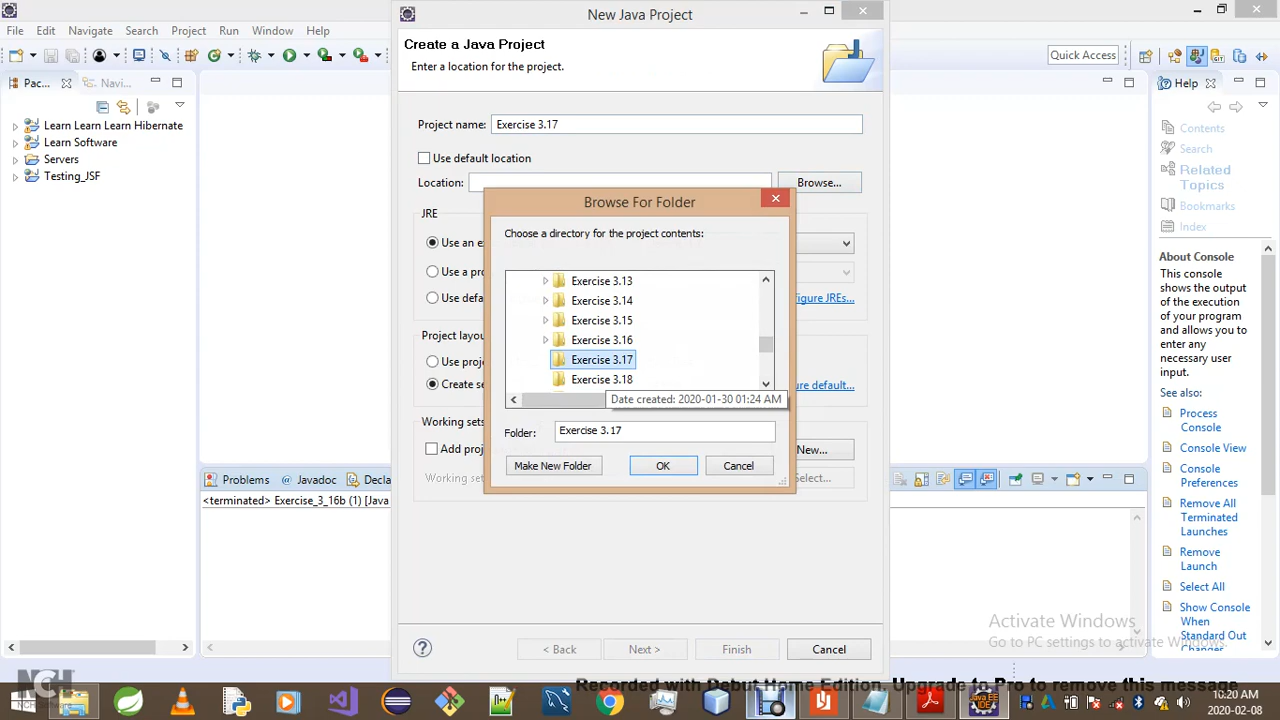 New Java Project
File Edit Navigate Search Project Run Window Help
Quick Access
Pac...
Navi...
Learn Learn Learn Hibernate
Learn Software
Servers
Testing_JSF
Create a Java Project
Enter a location for the project.
Project name: Exercise 3.17
Use default location
Location:
Browse...
JRE
Use an ex
Use a pro
Use defa
figure JREs...
Project layou
Use proj
Create se
ure default...
Working sets
Add proj
New...
Working set
Select...
< Back
Next >
Finish
Cancel
Browse For Folder
Choose a directory for the project contents:
Exercise 3.13
Exercise 3.14
Exercise 3.15
Exercise 3.16
Exercise 3.17
Exercise 3.18
Date created: 2020-01-30 01:24 AM
Folder: Exercise 3.17
Make New Folder
OK
Cancel
Problems @ Javadoc Decla
<terminated> Exercise_3_16b (1) [Java
Help
Contents
Search
Related
Topics
Bookmarks
Index
About Console
This console
shows the output
of the execution
of your program
and allows you to
enter any
necessary user
input.
See also:
Process
Console
Console View
Console
Preferences
Remove All
Terminated
Launches
Remove
Launch
Select All
Show Console
When
Standard Out
Changes
Activate Windows
Go to PC settings to activate Windows.
NCH
NCH Software
Recorded with Debut Home Edition. Upgrade to Pro to remove this message
10:20 AM
2020-02-08